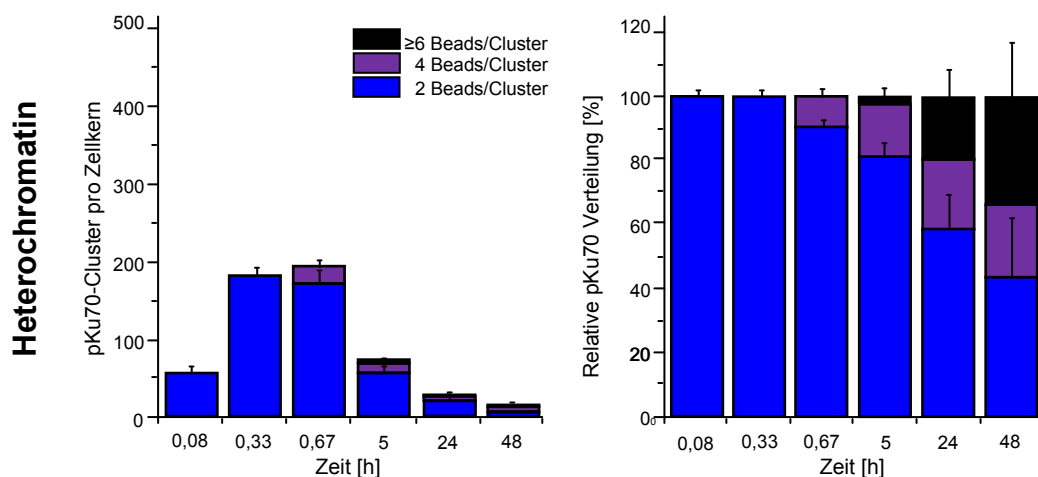 Heterochromatin
pKu70-Cluster pro Zellkern
500
400
300
200
100
0
≥6 Beads/Cluster
4 Beads/Cluster
2 Beads/Cluster
0,08 0,33 0,67 5 24 48
Zeit [h]
Relative pKu70 Verteilung [%]
120
100
80
60
40
20
0
0,08 0,33 0,67 5 24 48
Zeit [h]